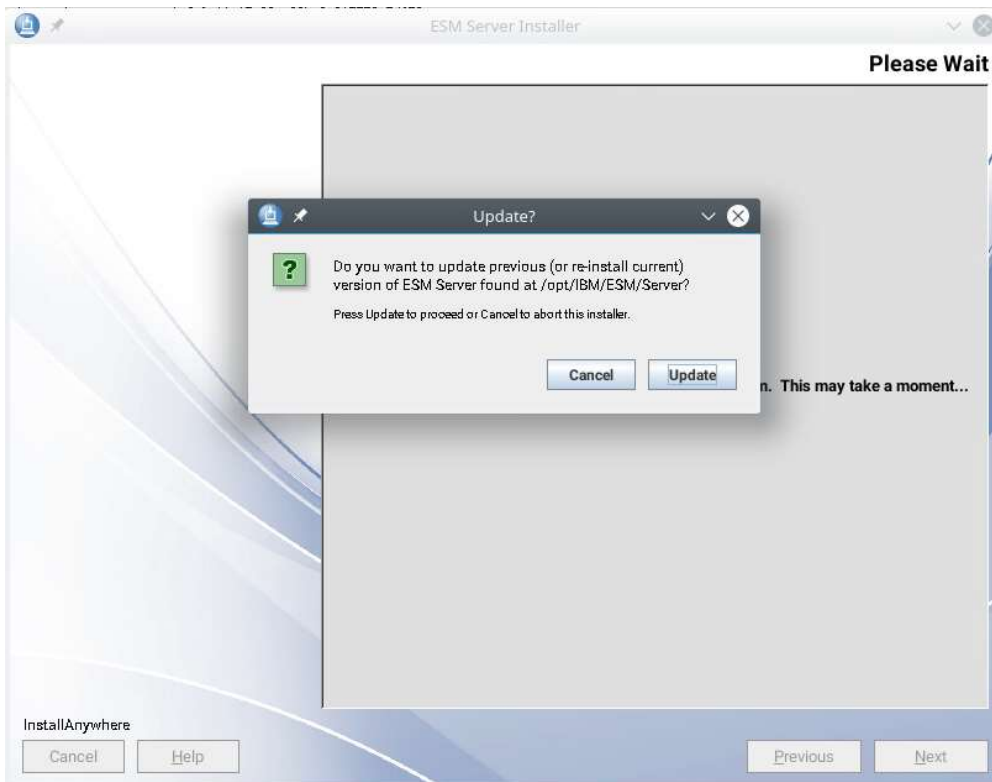 ESM Server Installer
Please Wait
Update?
Do you want to update previous (or re-install current)
version of ESM Server found at /opt/IBM/ESM/Server?
Press Update to proceed or Cancel to abort this installer.
Cancel
Update
This may take a moment...
InstallAnywhere
Cancel
Help
Previous
Next